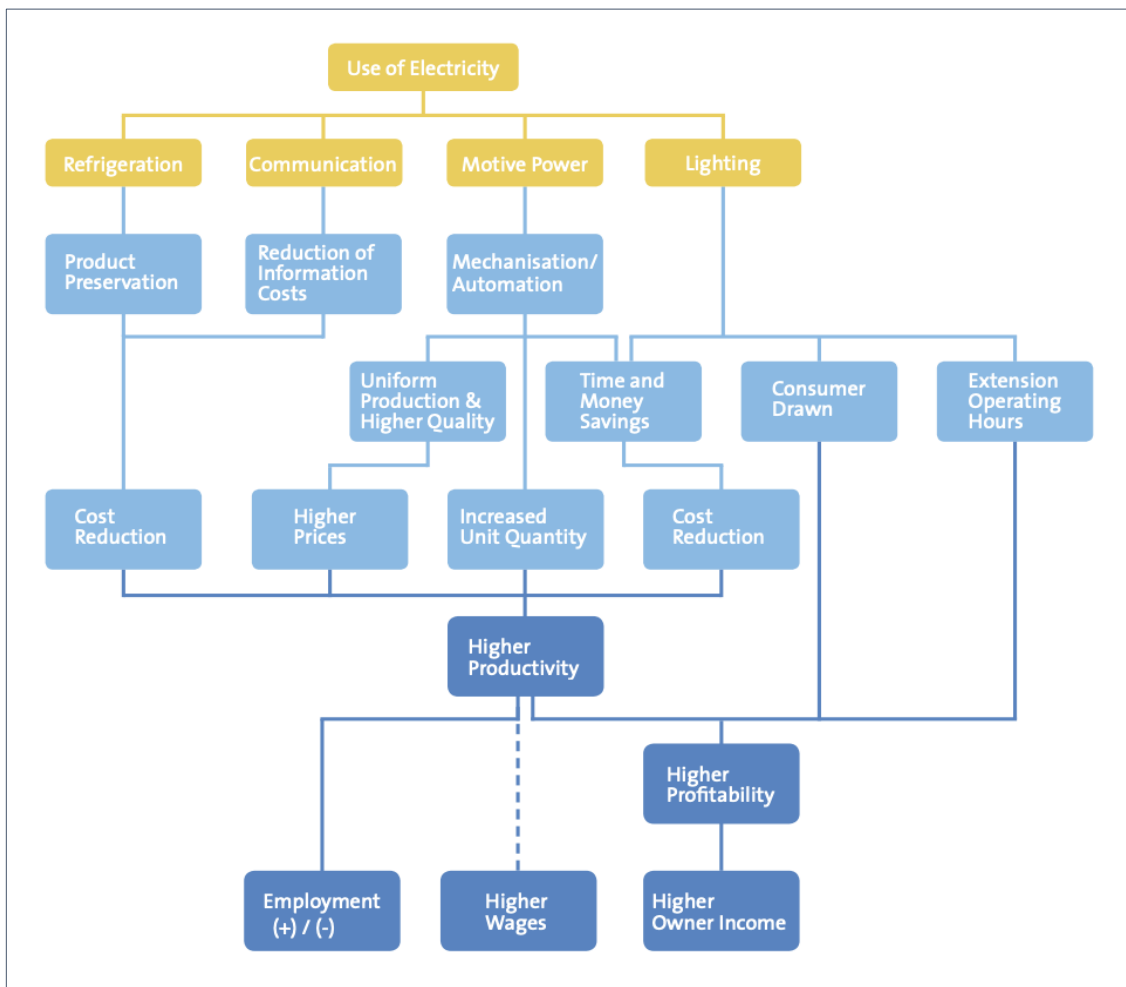 Use of Electricity
Refrigeration
Communication
Motive Power
Lighting
Product
Preservation
Reduction of
Information
Costs
Mechanisation/
Automation
Uniform
Production &
Higher Quality
Time and
Money
Savings
Consumer
Drawn
Extension
Operating
Hours
Cost
Reduction
Higher
Prices
Increased
Unit Quantity
Cost
Reduction
Higher
Productivity
Higher
Profitability
Employment
(+) / (-)
Higher
Wages
Higher
Owner Income